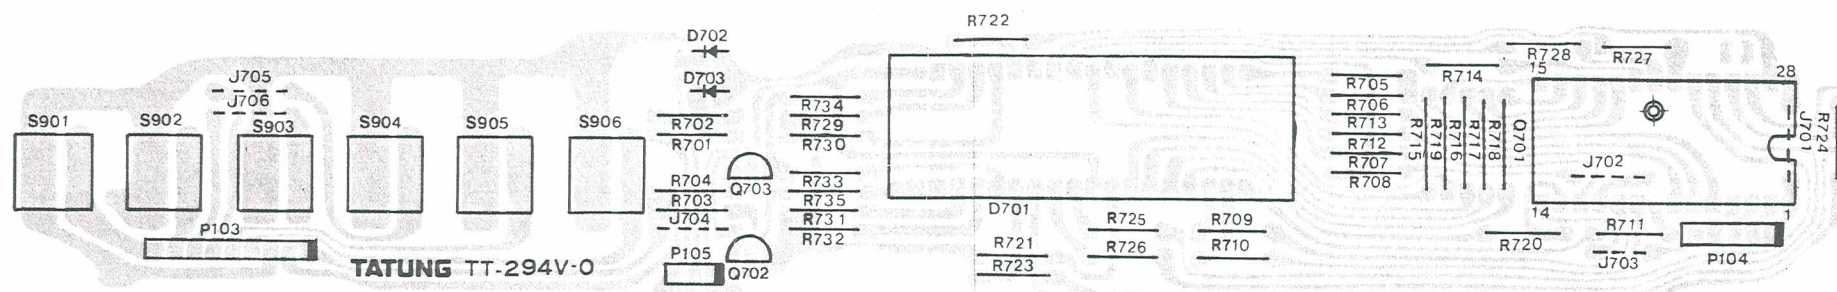 R722
D702
R728
R727
15
28
J705
D703
R714
R705
J706
R734
R706
S901
S902
S903
S904
S905
S906
R702
R729
R713
R701
R730
R712
R715
R719
R716
R717
R718
Q701
J701
R724
R707
J702
R704
Q703
R733
R708
R703
R735
D701
14
1
J704
R731
R725
R709
R711
P103
R732
R721
R726
R710
R720
TATUNG TT-294V-0
P105
Q702
R723
J703
P104